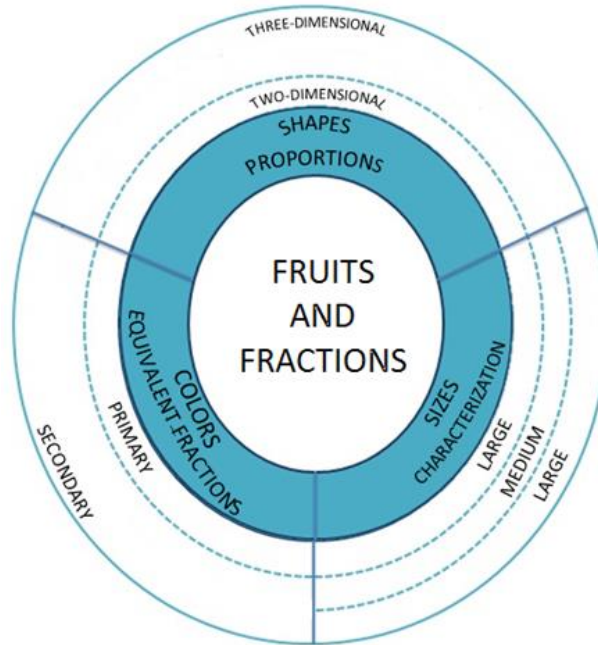 THREE-DIMENSIONAL
TWO-DIMENSIONAL
SHAPES
PROPORTIONS
FRUITS
AND
FRACTIONS
COLORS
EQUIVALENT FRACTIONS
PRIMARY
SECONDARY
SIZES
CHARACTERIZATION
LARGE
MEDIUM
LARGE